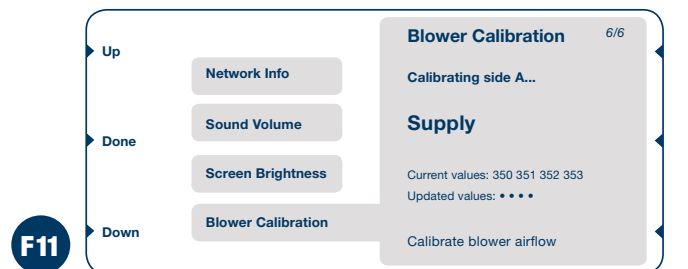 Up
Done
Down
Network Info
Sound Volume
Screen Brightness
Blower Calibration
Blower Calibration 6/6
Calibrating side A...
Supply
Current values: 350 351 352 353
Updated values: • • • •
Calibrate blower airflow
F11